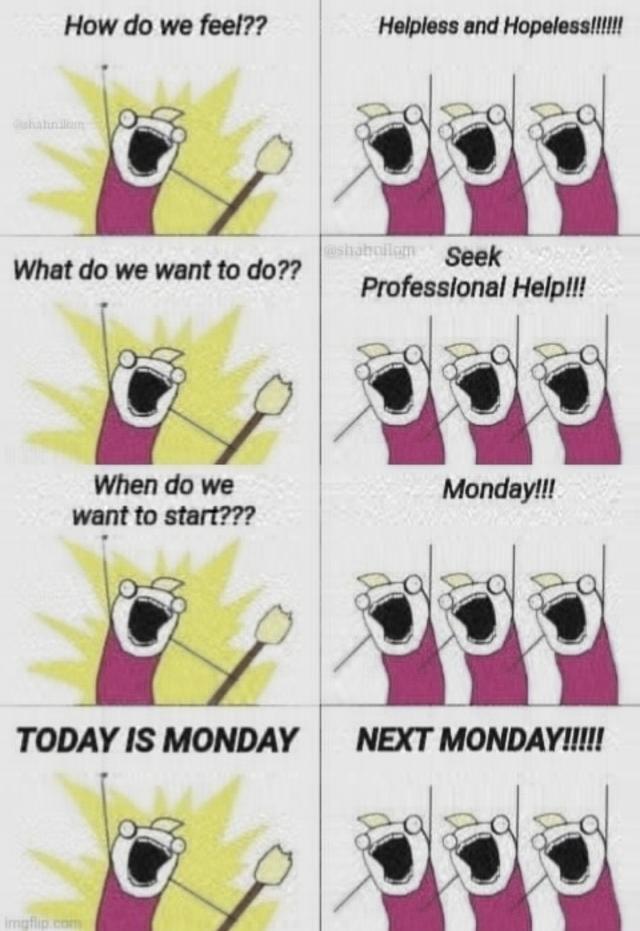 How do we feel??
Helpless and Hopeless!!!!!!
What do we want to do??
@shahnilom
Seek
Professional Help!!!
When do we
want to start???
Monday!!!
TODAY IS MONDAY
NEXT MONDAY!!!!!
imgflip.com